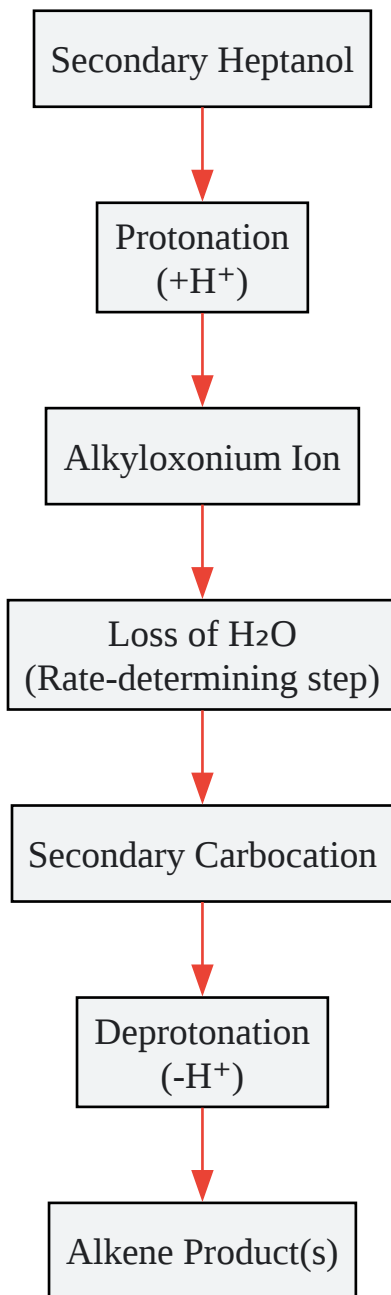 Secondary Heptanol
Protonation
(+H⁺)
Alkyloxonium Ion
Loss of H₂O
(Rate-determining step)
Secondary Carbocation
Deprotonation
(-H⁺)
Alkene Product(s)